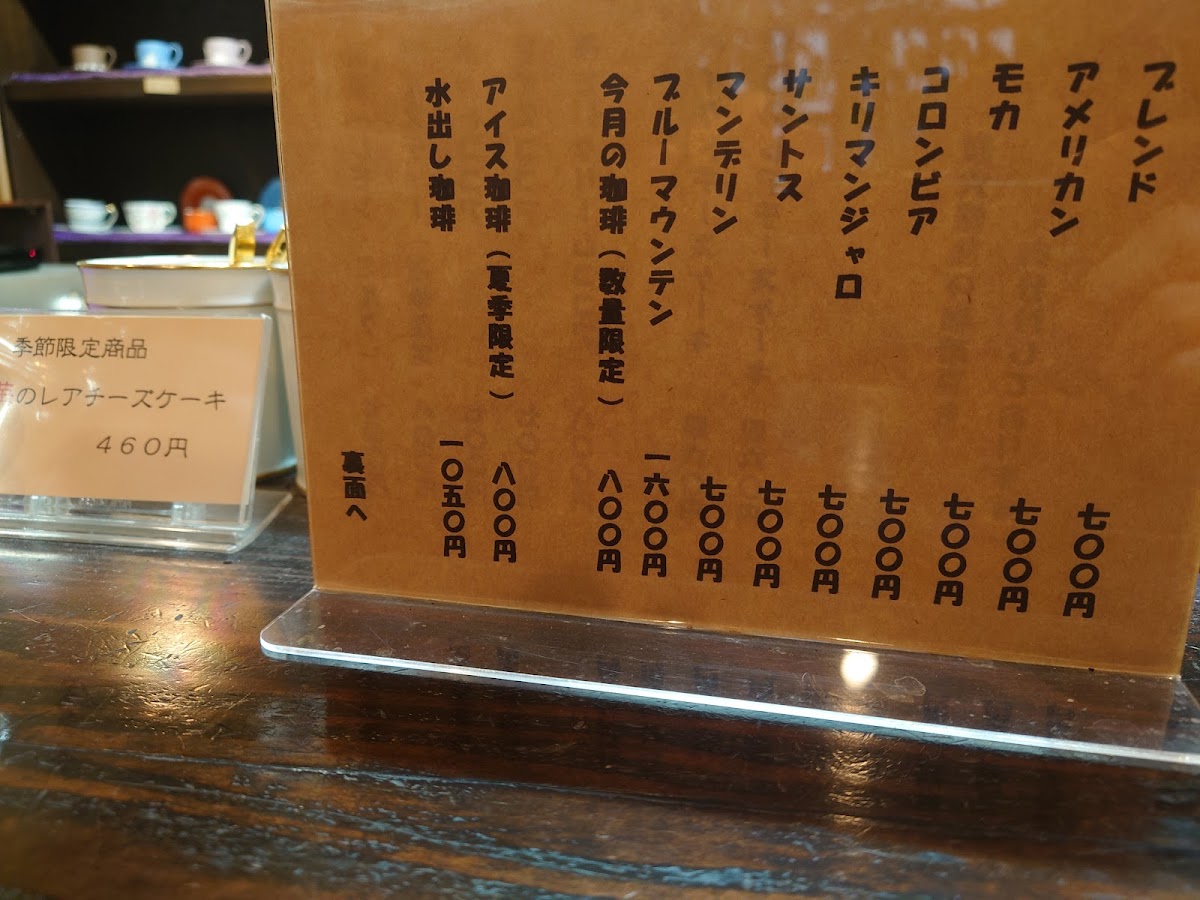 ブレンド 七〇〇円
アメリカン 七〇〇円
モカ 七〇〇円
コロンビア 七〇〇円
キリマンジャロ 七〇〇円
サントス 七〇〇円
マンデリン 七〇〇円
ブルーマウンテン 一六〇〇円
今月の珈琲（数量限定） 八〇〇円
アイス珈琲（夏季限定） 八〇〇円
水出し珈琲 一〇五〇円
裏面へ
季節限定商品
のレアチーズケーキ
４６０円